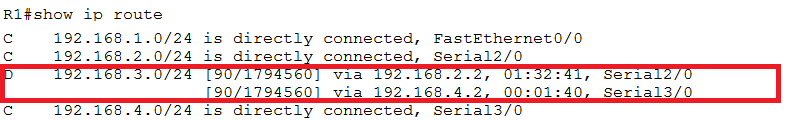 R1#show ip route
C    192.168.1.0/24 is directly connected, FastEthernet0/0
C    192.168.2.0/24 is directly connected, Serial2/0
D    192.168.3.0/24 [90/1794560] via 192.168.2.2, 01:32:41, Serial2/0
                    [90/1794560] via 192.168.4.2, 00:01:40, Serial3/0
C    192.168.4.0/24 is directly connected, Serial3/0